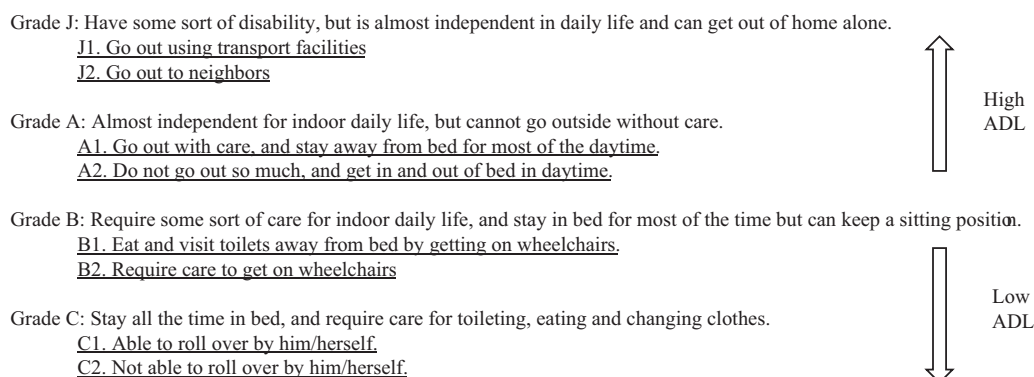 Grade J: Have some sort of disability, but is almost independent in daily life and can get out of home alone.
J1. Go out using transport facilities
J2. Go out to neighbors
High
ADL
Grade A: Almost independent for indoor daily life, but cannot go outside without care.
A1. Go out with care, and stay away from bed for most of the daytime.
A2. Do not go out so much, and get in and out of bed in daytime.
Grade B: Require some sort of care for indoor daily life, and stay in bed for most of the time but can keep a sitting position.
B1. Eat and visit toilets away from bed by getting on wheelchairs.
B2. Require care to get on wheelchairs
Low
ADL
Grade C: Stay all the time in bed, and require care for toileting, eating and changing clothes.
C1. Able to roll over by him/herself.
C2. Not able to roll over by him/herself.